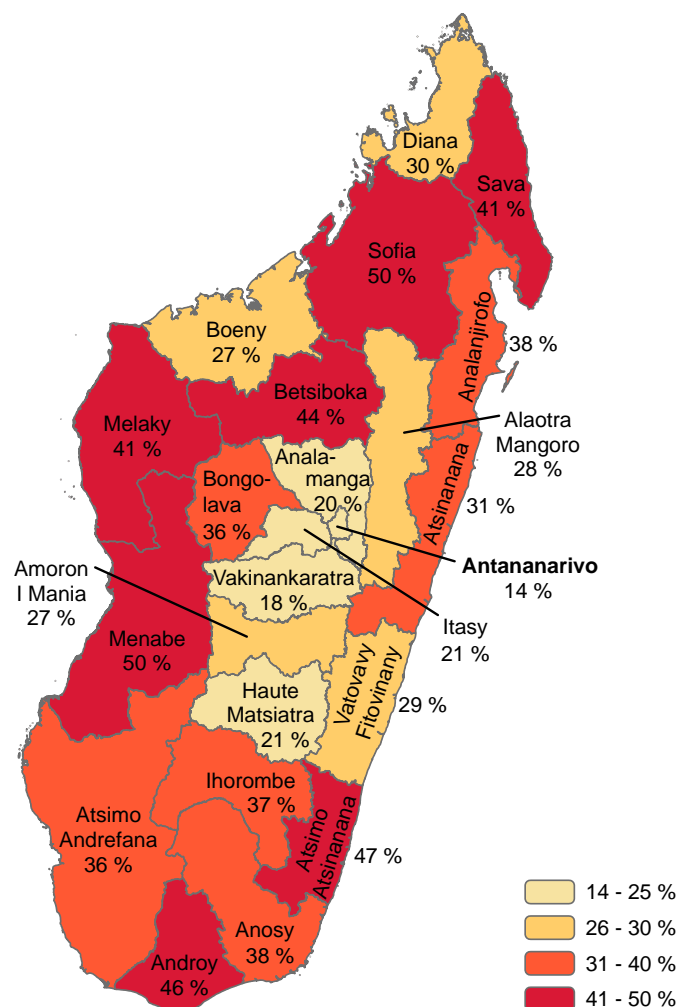 Diana
30 %
Sava
41 %
Sofia
50 %
Analanjirofo
38 %
Boeny
27 %
Betsiboka
44 %
Melaky
41 %
Alaotra
Mangoro
28 %
Anala-
manga
20 %
Bongo-
lava
36 %
Atsinanana
31 %
Antananarivo
14 %
Amoron
I Mania
27 %
Vakinankaratra
18 %
Itasy
21 %
Menabe
50 %
Haute
Matsiatra
21 %
Vatovavy
Fitovinany
29 %
Ihorombe
37 %
Atsimo
Andrefana
36 %
Atsimo
Atsinanana
47 %
Anosy
38 %
Androy
46 %
14 - 25 %
26 - 30 %
31 - 40 %
41 - 50 %